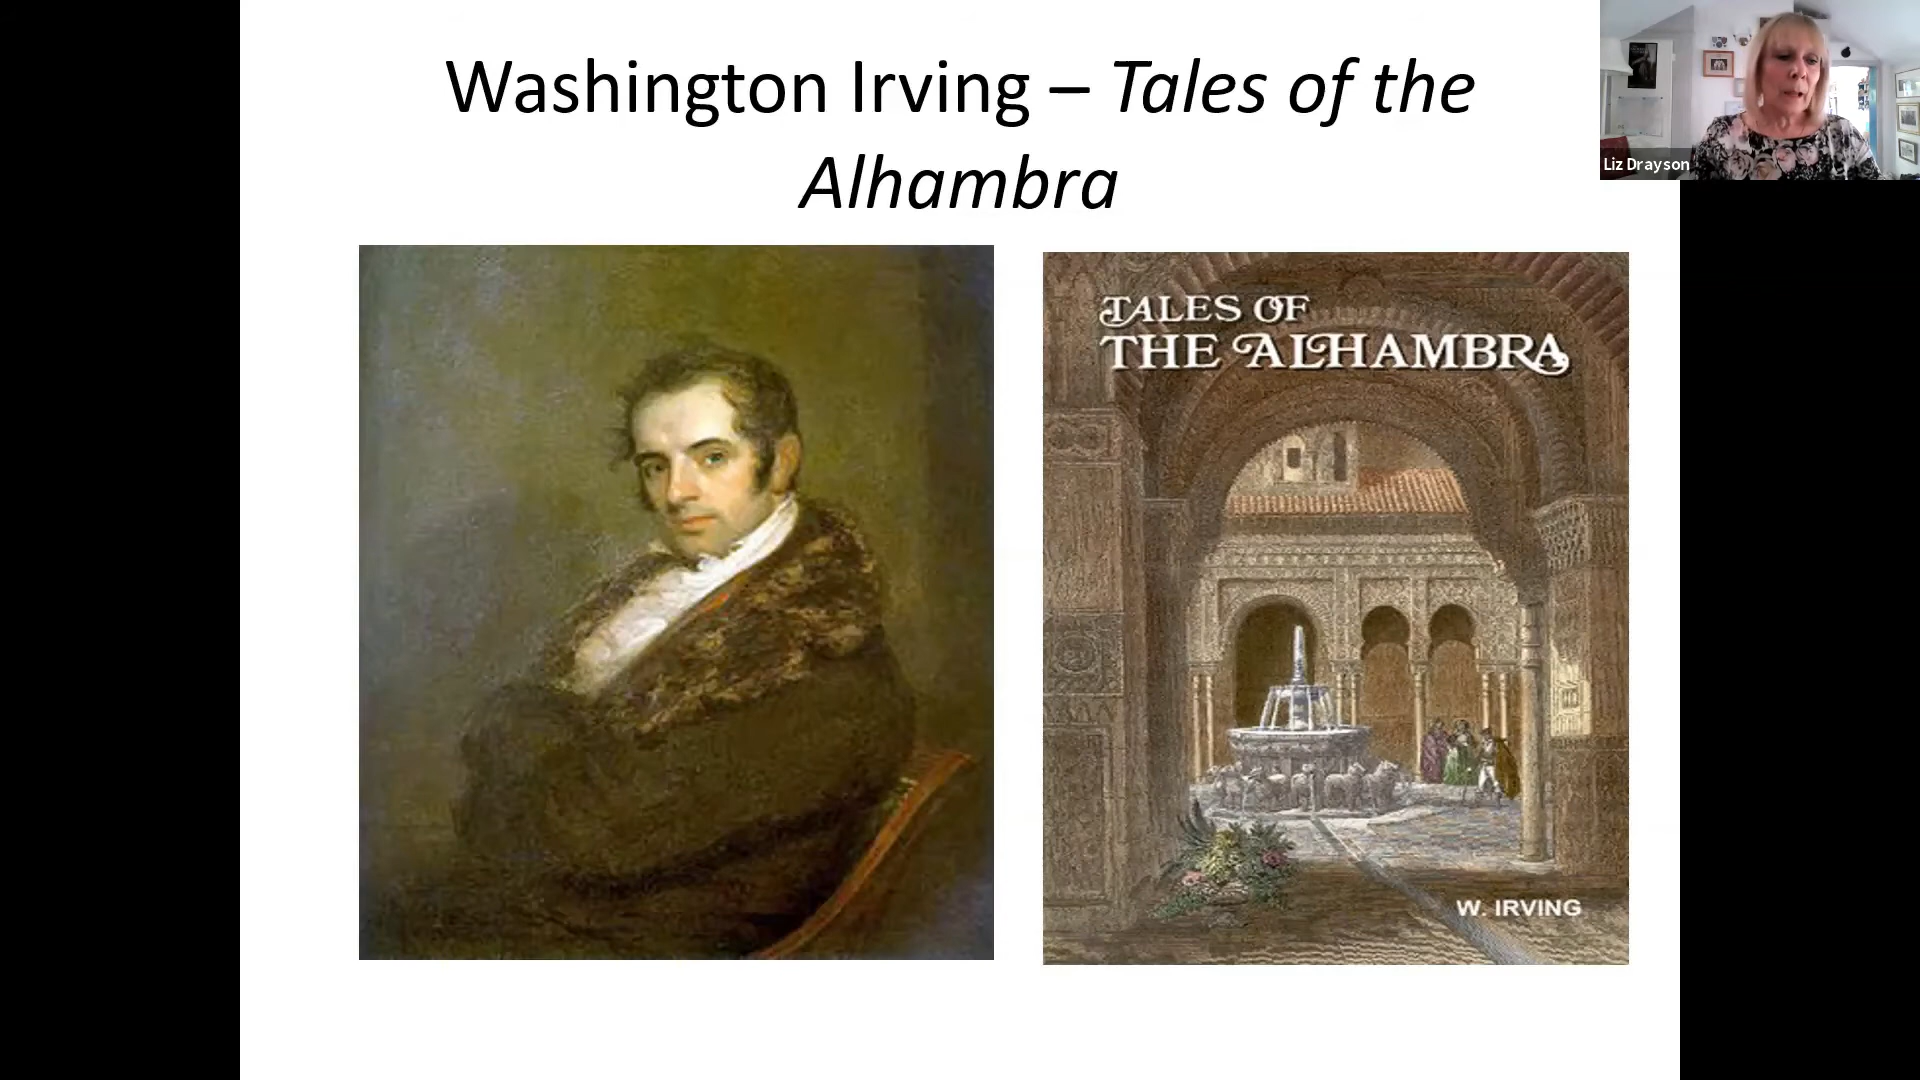 Washington Irving – Tales of the
Alhambra
Liz Drayson
TALES OF
THE ALHAMBRA
W. IRVING